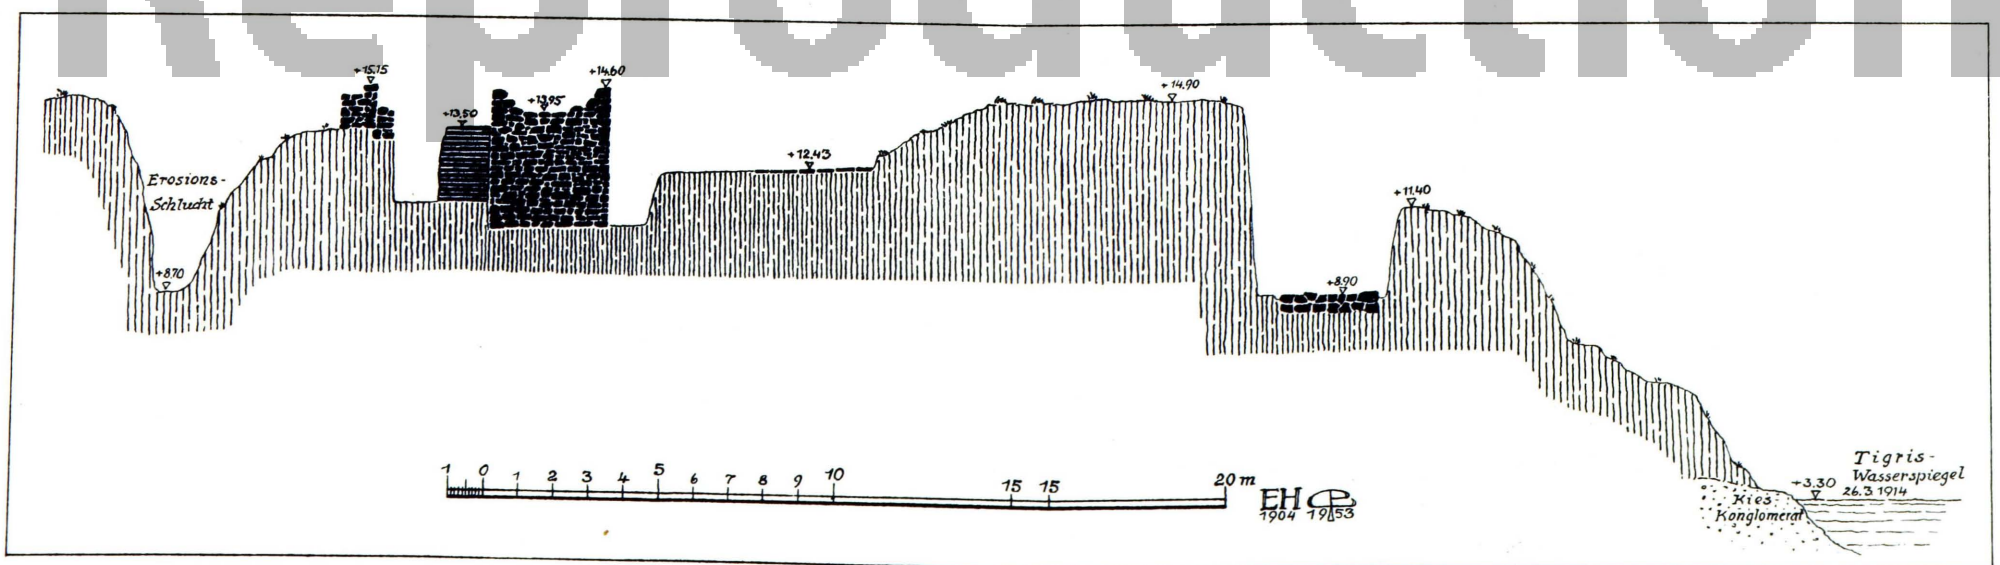 Reproduction
+15.15
+14.60
+13.95
+13.50
+14.90
+12.43
Erosions-
Schlucht
+11.40
+8.70
+8.90
1 0 1 2 3 4 5 6 7 8 9 10 15 15 20 m
EH
1904 1953
Tigris-
Wasserspiegel
26.3.1914
+3.30
Kies-
Konglomerat